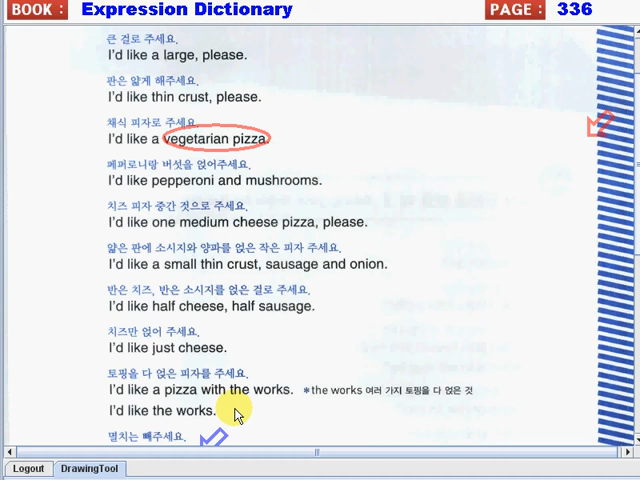 BOOK : Expression Dictionary PAGE : 336
큰 걸로 주세요.
I'd like a large, please.
판은 얇게 해주세요.
I'd like thin crust, please.
채식 피자로 주세요.
I'd like a vegetarian pizza.
페퍼로니랑 버섯을 얹어주세요.
I'd like pepperoni and mushrooms.
치즈 피자 중간 것으로 주세요.
I'd like one medium cheese pizza, please.
얇은 판에 소시지와 양파를 얹은 작은 피자 주세요.
I'd like a small thin crust, sausage and onion.
반은 치즈, 반은 소시지를 얹은 걸로 주세요.
I'd like half cheese, half sausage.
치즈만 얹어 주세요.
I'd like just cheese.
토핑을 다 얹은 피자를 주세요.
I'd like a pizza with the works. *the works 여러 가지 토핑을 다 얹은 것
I'd like the works.
멸치는 빼주세요.
Logout DrawingTool